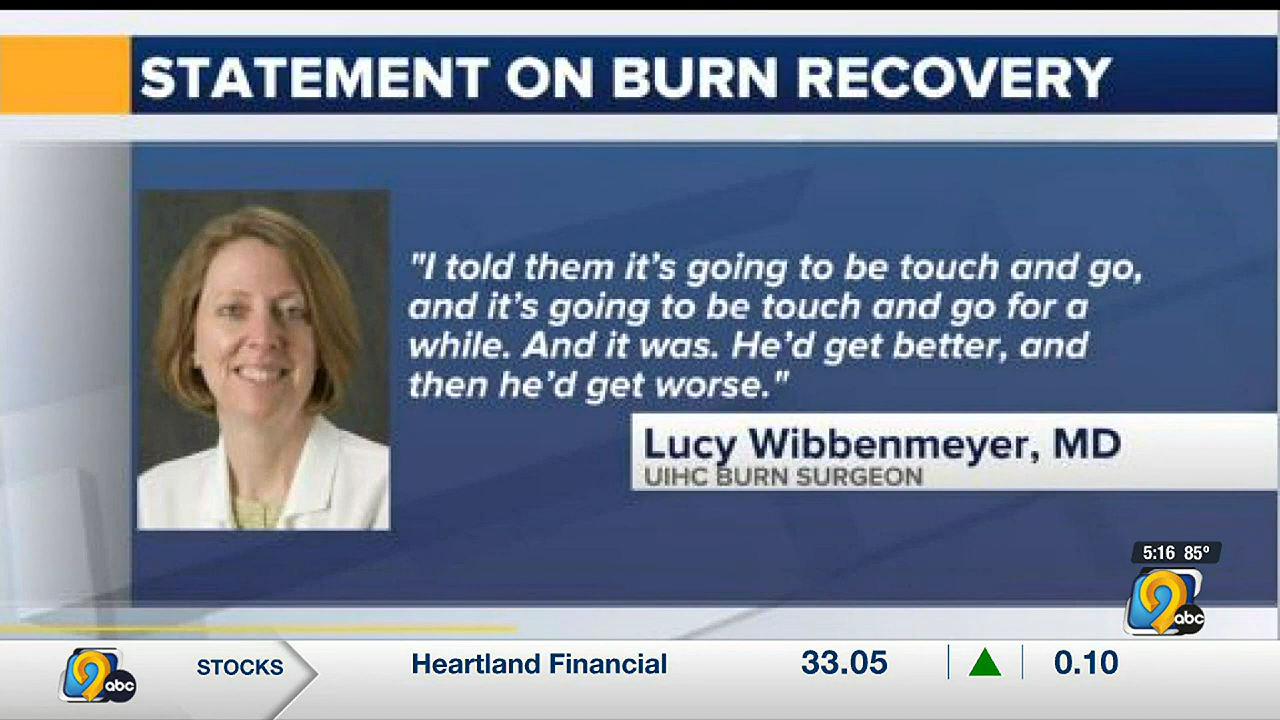 STATEMENT ON BURN RECOVERY
"I told them it's going to be touch and go,
and it's going to be touch and go for a
while. And it was. He'd get better, and
then he'd get worse."
Lucy Wibbenmeyer, MD
UIHC BURN SURGEON
5:16 85°
9 abc
9 abc STOCKS Heartland Financial 33.05 0.10